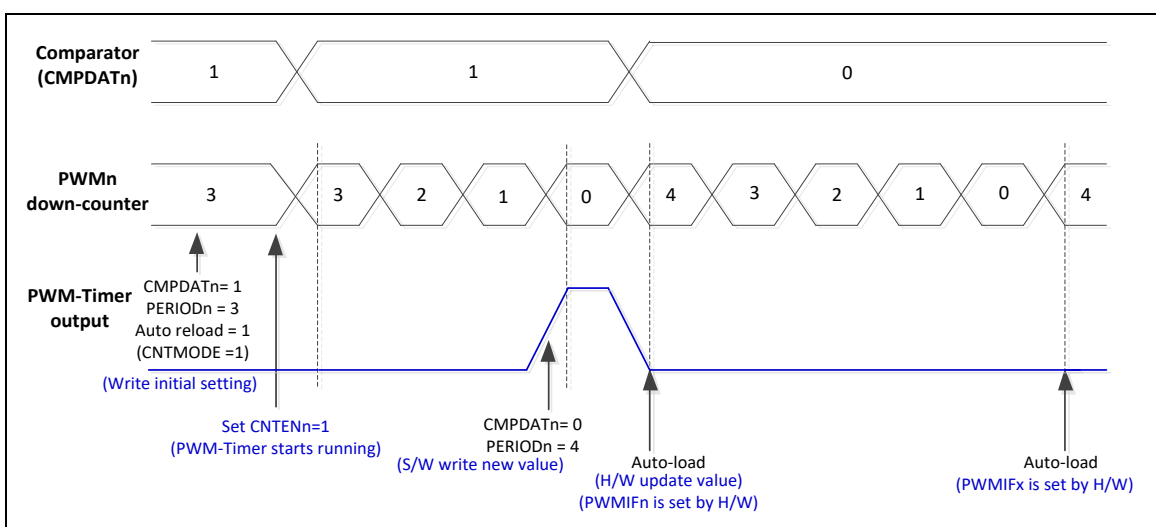 Comparator
(CMPDATn)
1
1
0
PWMn
down-counter
3
3
2
1
0
4
3
2
1
0
4
PWM-Timer
output
CMPDATn= 1
PERIODn = 3
Auto reload = 1
(CNTMODE =1)
(Write initial setting)
Set CNTENn=1
(PWM-Timer starts running)
CMPDATn= 0
PERIODn = 4
(S/W write new value)
Auto-load
(H/W update value)
(PWMIFn is set by H/W)
Auto-load
(PWMIFx is set by H/W)